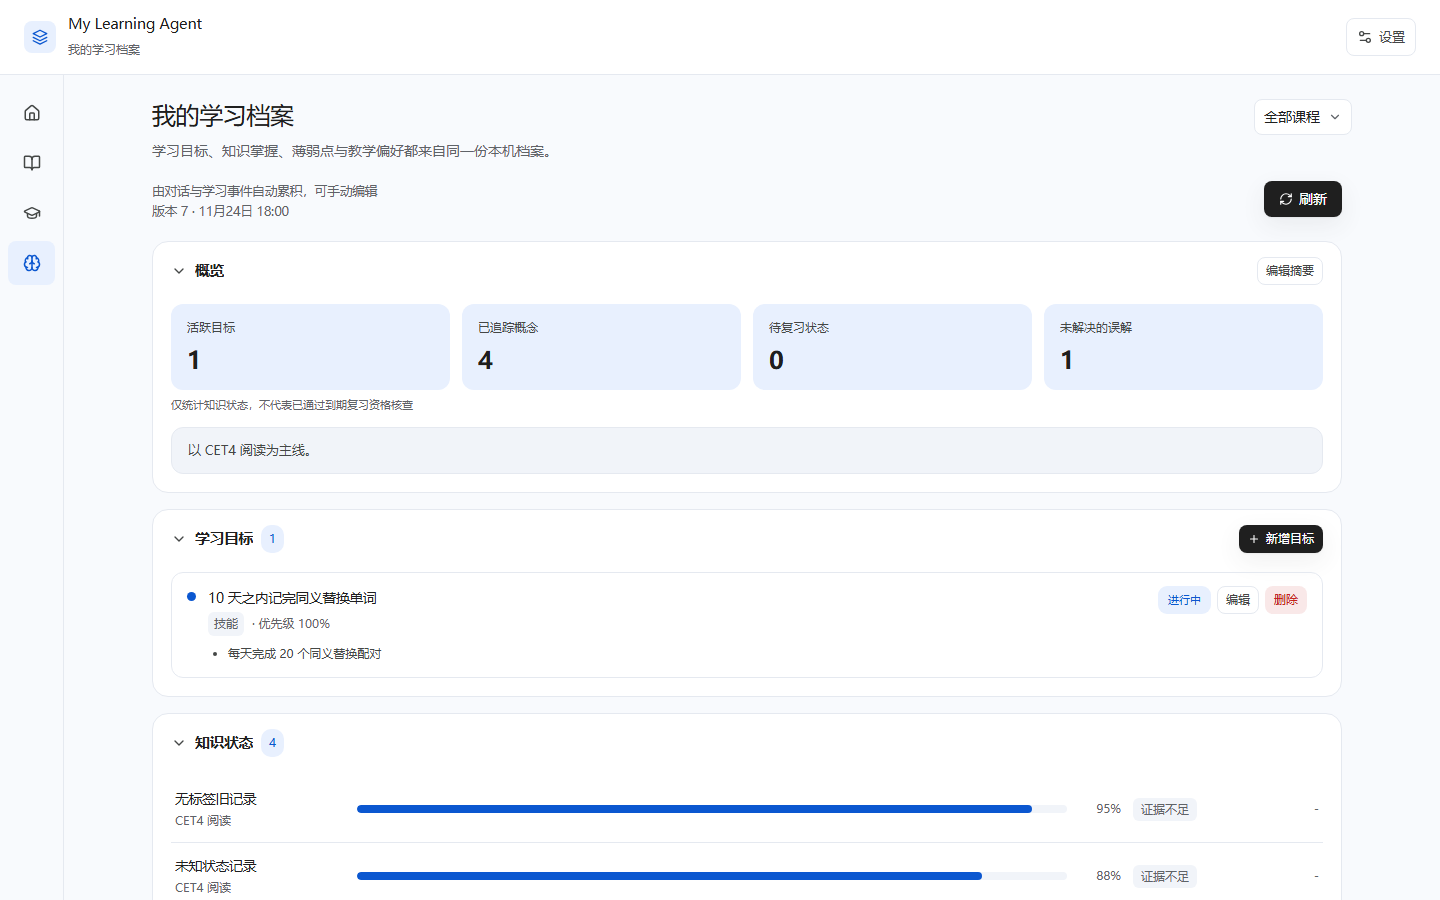 My Learning Agent
我的学习档案
设置
我的学习档案
全部课程
学习目标、知识掌握、薄弱点与教学偏好都来自同一份本机档案。
由对话与学习事件自动累积，可手动编辑
版本 7 · 11月24日 18:00
刷新
概览
编辑摘要
活跃目标
1
已追踪概念
4
待复习状态
0
未解决的误解
1
仅统计知识状态，不代表已通过到期复习资格核查
以 CET4 阅读为主线。
学习目标 1
+ 新增目标
10 天之内记完同义替换单词
进行中 编辑 删除
技能 · 优先级 100%
• 每天完成 20 个同义替换配对
知识状态 4
无标签旧记录
CET4 阅读
95% 证据不足 -
未知状态记录
CET4 阅读
88% 证据不足 -